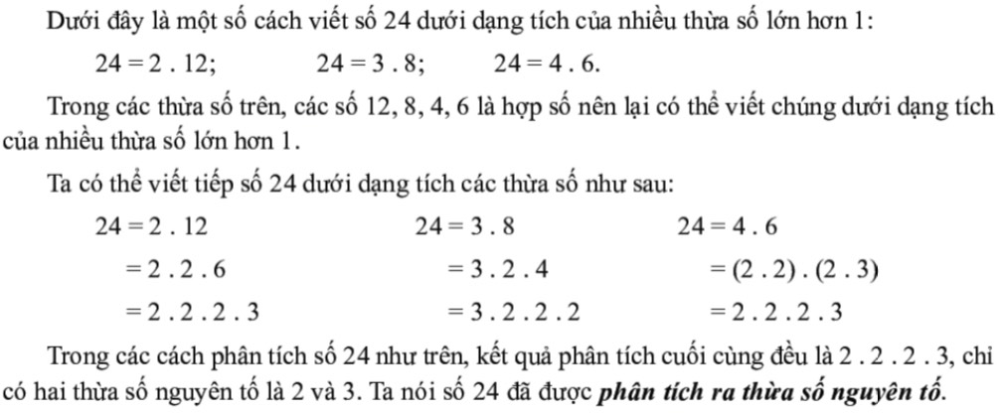 Dưới đây là một số cách viết số 24 dưới dạng tích của nhiều thừa số lớn hơn 1:
24 = 2 . 12; 24 = 3 . 8; 24 = 4 . 6.
Trong các thừa số trên, các số 12, 8, 4, 6 là hợp số nên lại có thể viết chúng dưới dạng tích
của nhiều thừa số lớn hơn 1.
Ta có thể viết tiếp số 24 dưới dạng tích các thừa số như sau:
24 = 2 . 12 24 = 3 . 8 24 = 4 . 6
= 2 . 2 . 6 = 3 . 2 . 4 = (2 . 2) . (2 . 3)
= 2 . 2 . 2 . 3 = 3 . 2 . 2 . 2 = 2 . 2 . 2 . 3
Trong các cách phân tích số 24 như trên, kết quả phân tích cuối cùng đều là 2 . 2 . 2 . 3, chỉ
có hai thừa số nguyên tố là 2 và 3. Ta nói số 24 đã được phân tích ra thừa số nguyên tố.